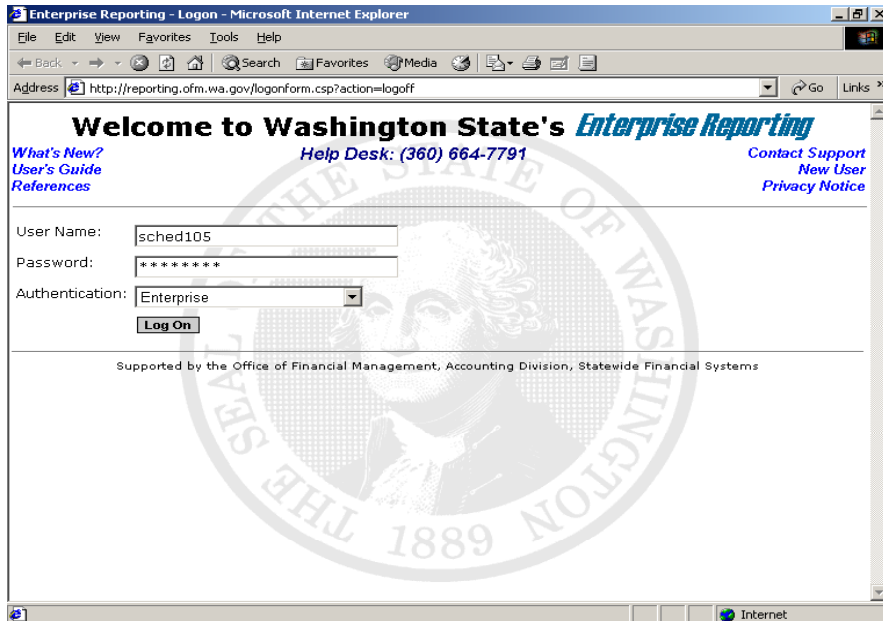 Enterprise Reporting - Logon - Microsoft Internet Explorer
File Edit View Favorites Tools Help
Back Search Favorites Media
Address http://reporting.ofm.wa.gov/logonform.csp?action=logoff Go Links »
Welcome to Washington State's Enterprise Reporting
What's New? Help Desk: (360) 664-7791 Contact Support
User's Guide New User
References Privacy Notice
User Name: sched105
Password: ********
Authentication: Enterprise
Log On
Supported by the Office of Financial Management, Accounting Division, Statewide Financial Systems
THE SEAL OF THE STATE OF WASHINGTON
1889
Internet